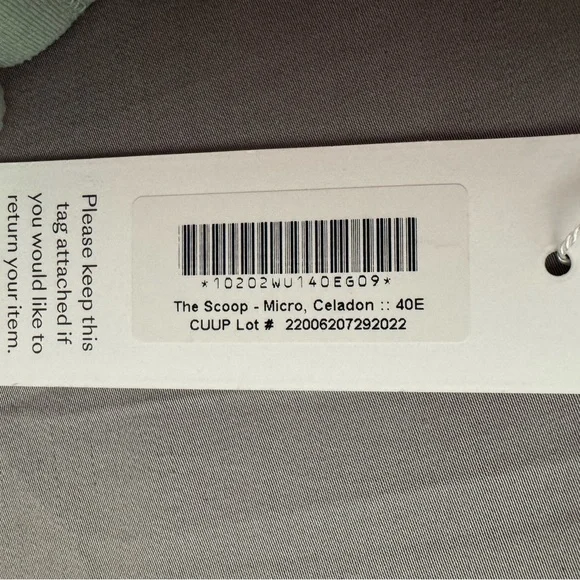 Please keep this
tag attached if
you would like to
return your item.
*10202WU140EG09*
The Scoop - Micro, Celadon :: 40E
CUUP Lot # 22006207292022